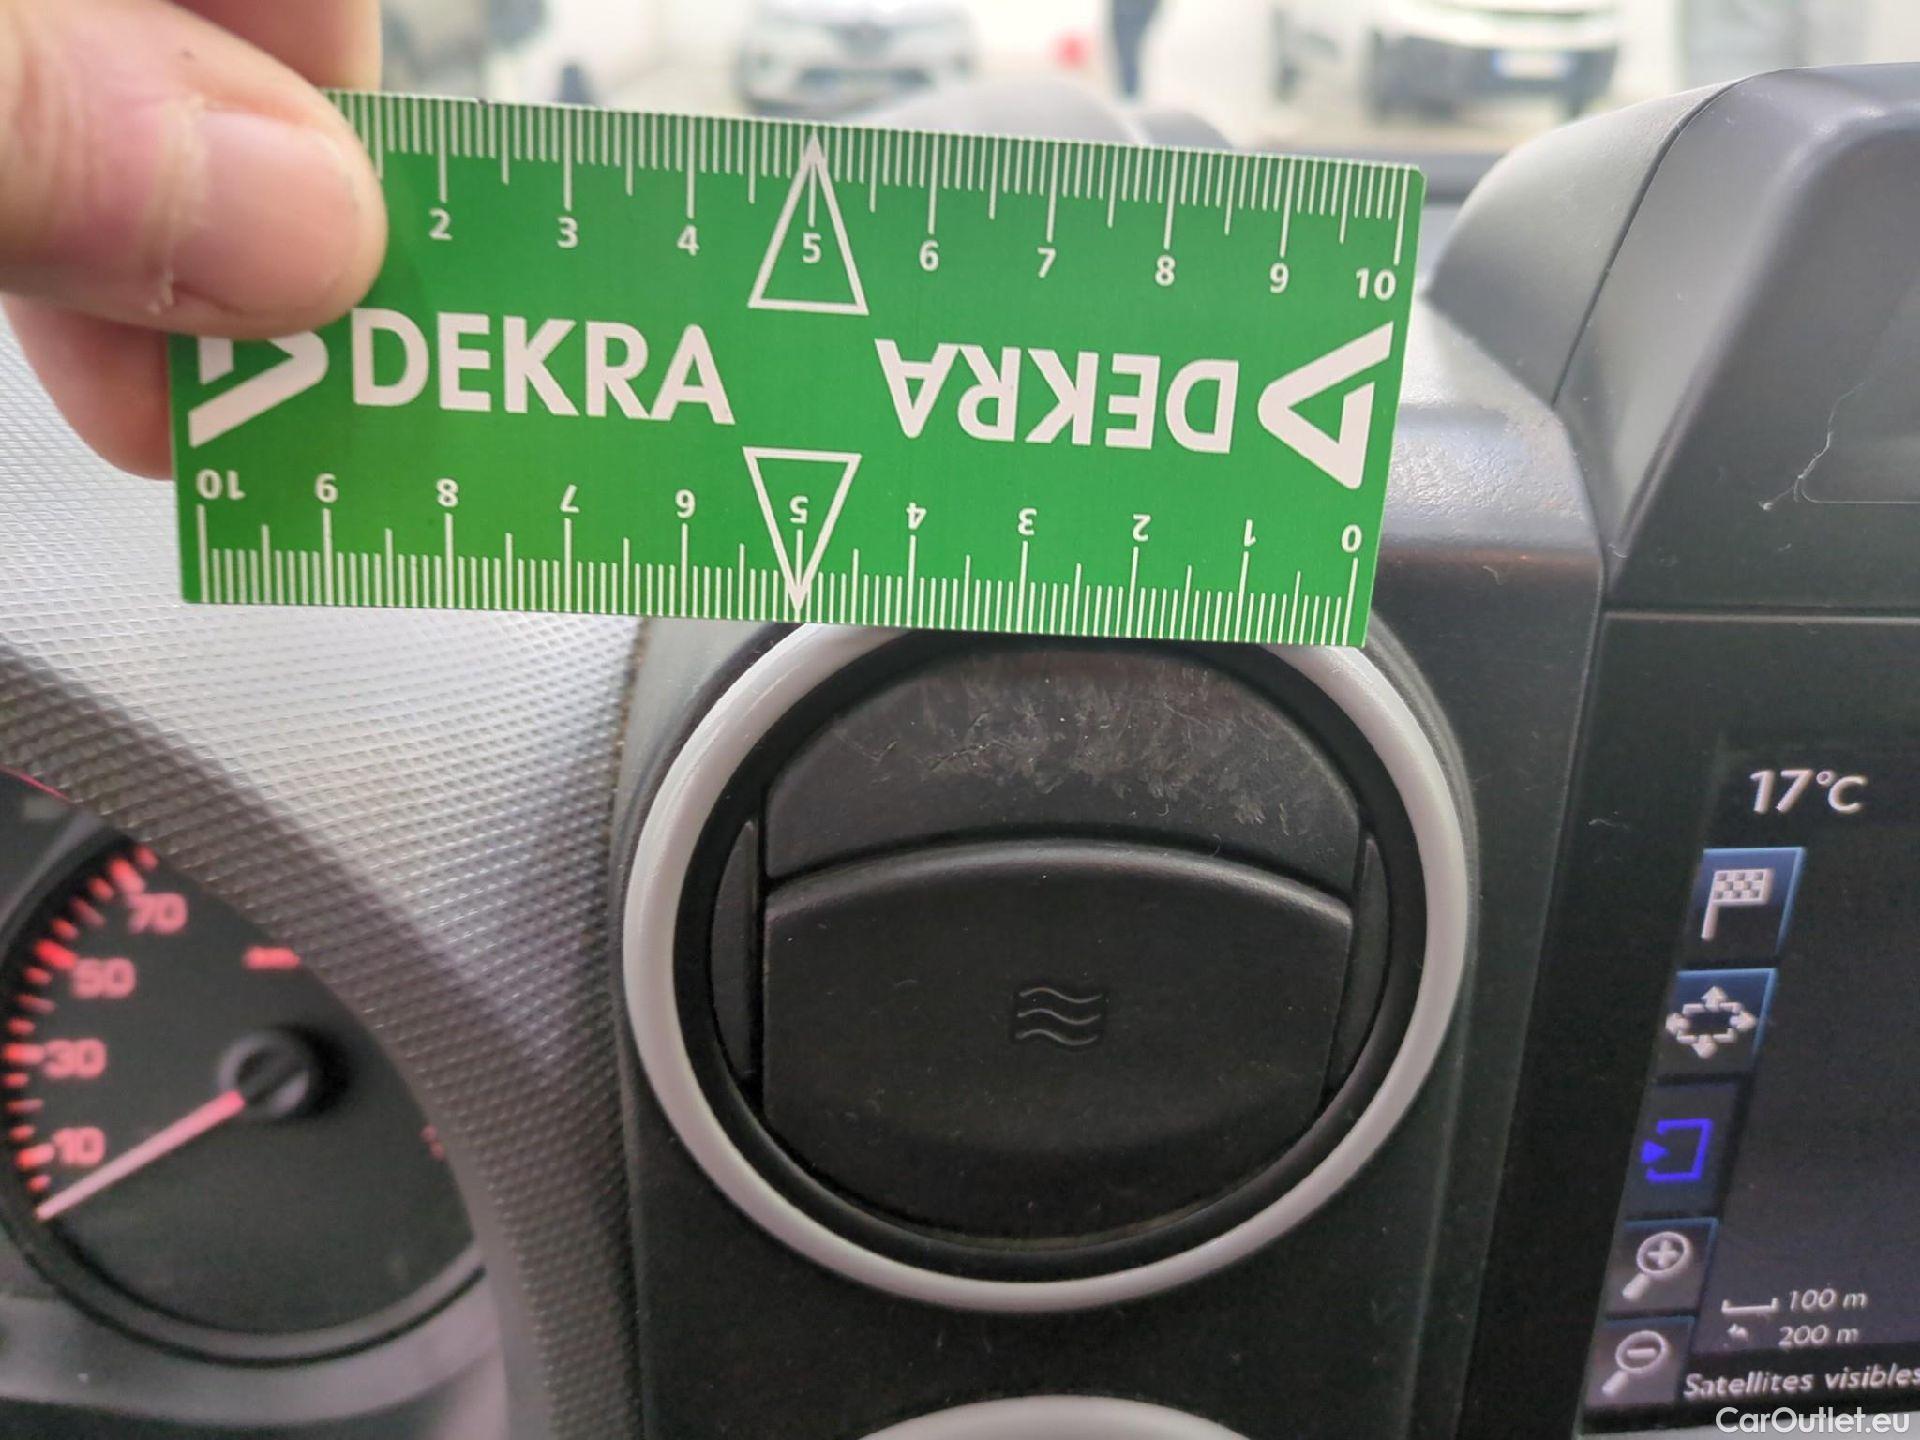 2 3 4 5 6 7 8 9 10
DEKRA DEKRA
10 9 8 7 6 5 4 3 2 1 0
17°C
70
50
30
10
100 m
200 m
Satellites visibles
CarOutlet.eu